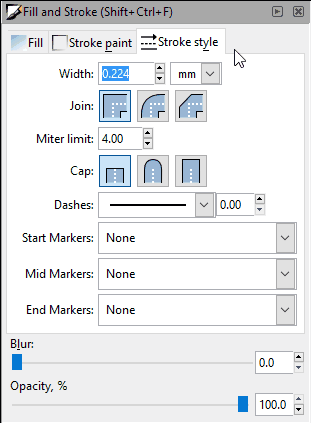 Fill and Stroke (Shift+Ctrl+F)
Fill Stroke paint Stroke style
Width: 0.224 mm
Join:
Miter limit: 4.00
Cap:
Dashes: 0.00
Start Markers: None
Mid Markers: None
End Markers: None
Blur:
0.0
Opacity, %
100.0